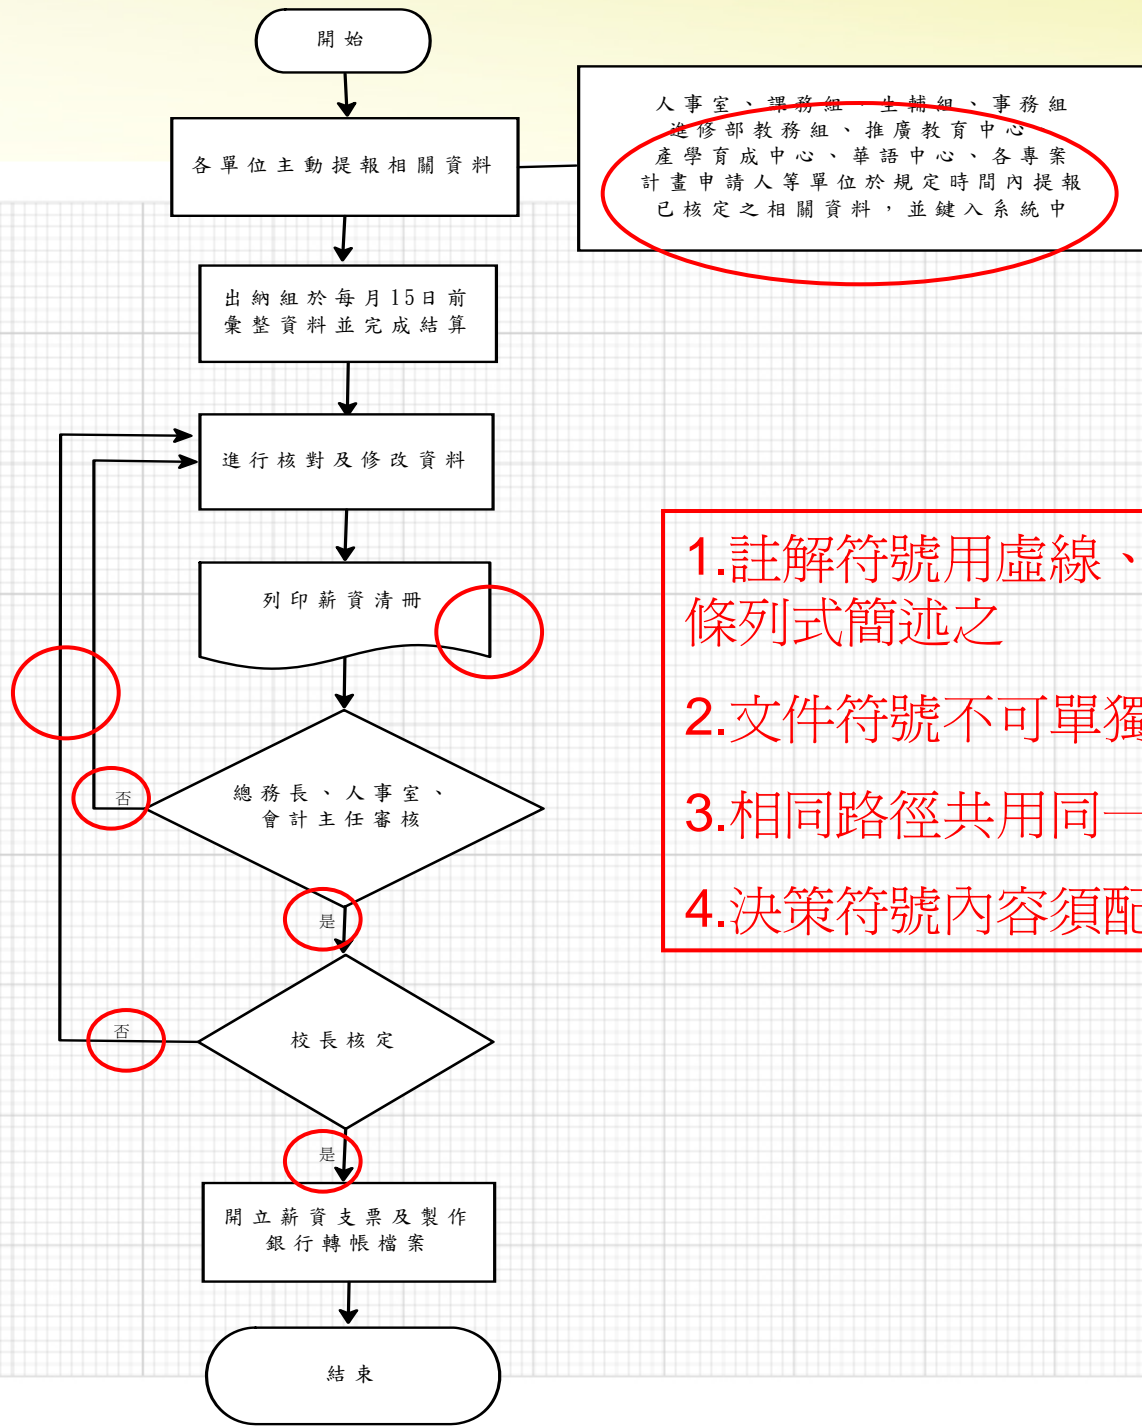 開始
各單位主動提報相關資料
人事室、課務組、生輔組、事務組
進修部教務組、推廣教育中心
產學育成中心、華語中心、各專案
計畫申請人等單位於規定時間內提報
已核定之相關資料，並鍵入系統中
出納組於每月15日前
彙整資料並完成結算
進行核對及修改資料
列印薪資清冊
總務長、人事室、
會計主任審核
否
是
校長核定
否
是
開立薪資支票及製作
銀行轉帳檔案
結束
1.註解符號用虛線、
條列式簡述之
2.文件符號不可單獨
3.相同路徑共用同一
4.決策符號內容須配